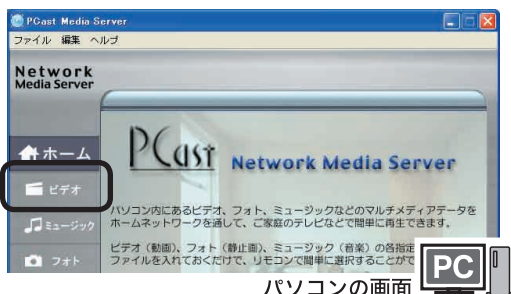 PCast Media Server
ファイル 編集 ヘルプ
Network
Media Server
ホーム
ビデオ
ミュージック
フォト
PCast Network Media Server
パソコン内にあるビデオ、フォト、ミュージックなどのマルチメディアデータを
ホームネットワークを通して、ご家庭のテレビなどで簡単に再生できます。
ビデオ（動画）、フォト（静止画）、ミュージック（音楽）の各指定
ファイルを入れておくだけで、リモコンで簡単に選択することがで
パソコンの画面
PC